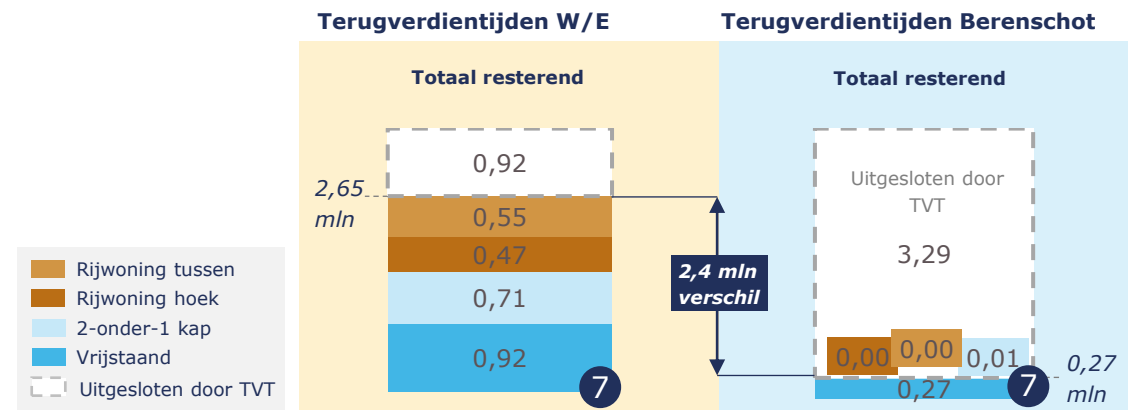 Terugverdientijden W/E
Terugverdientijden Berenschot
Totaal resterend
Totaal resterend
0,92
2,65
mln
0,55
0,47
0,71
0,92
7
2,4 mln
verschil
Uitgesloten door
TVT
3,29
0,00
0,00
0,01
0,27
7
0,27
mln
Rijwoning tussen
Rijwoning hoek
2-onder-1 kap
Vrijstaand
Uitgesloten door TVT